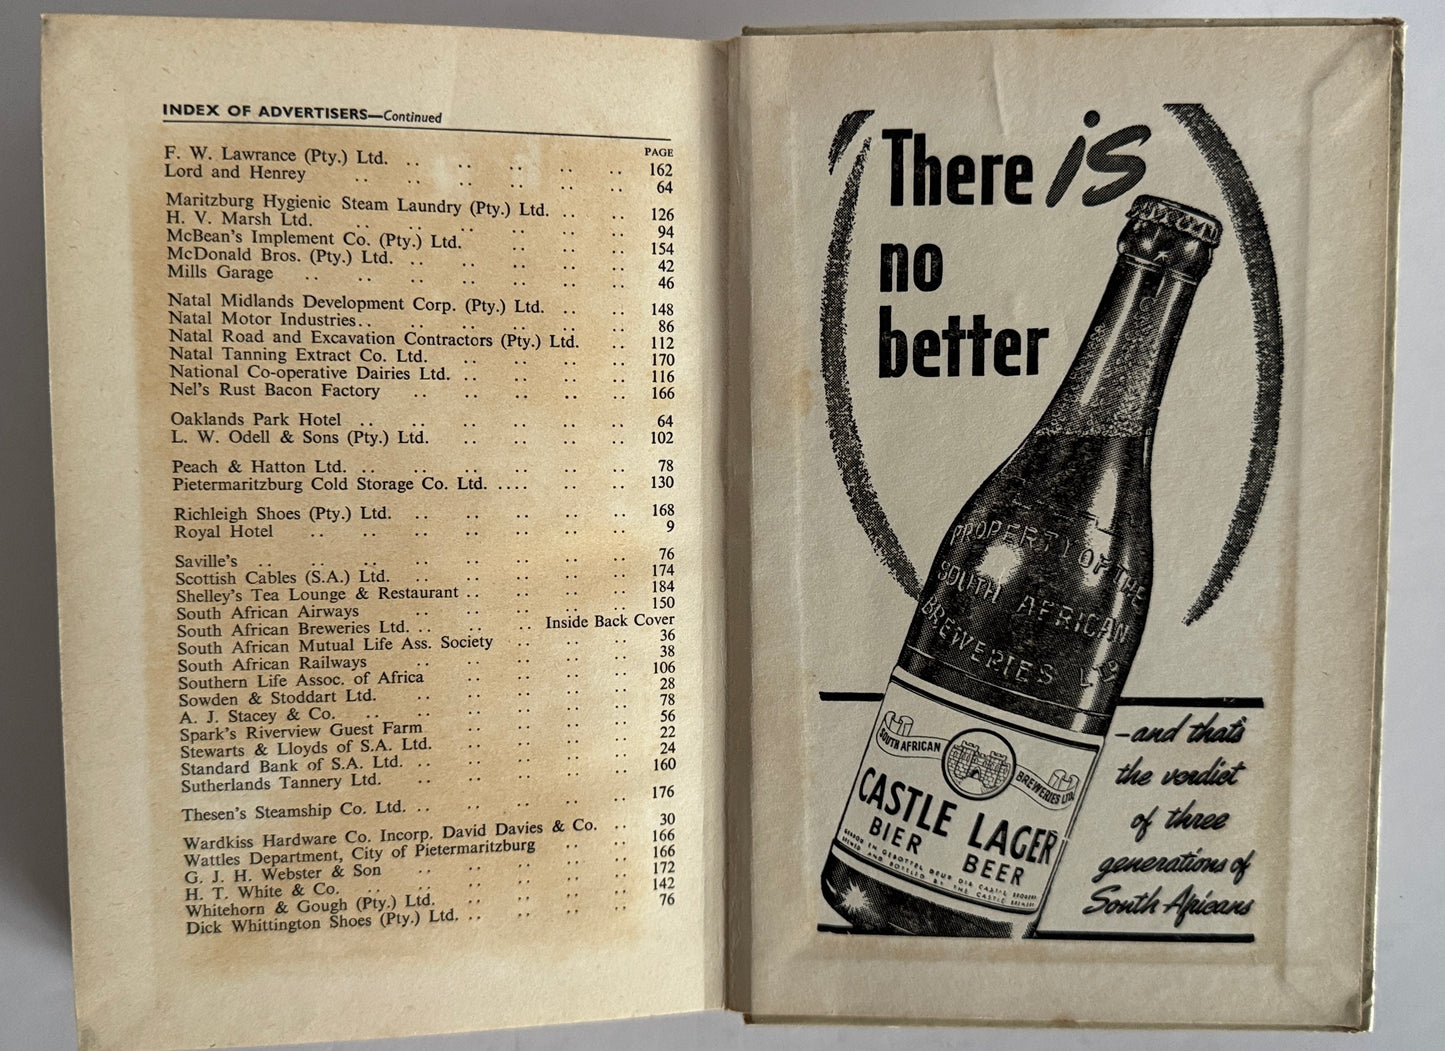 INDEX OF ADVERTISERS—Continued
PAGE
F. W. Lawrance (Pty.) Ltd. .. .. .. .. .. 162
Lord and Henrey .. .. .. .. .. .. 64
Maritzburg Hygienic Steam Laundry (Pty.) Ltd. .. .. 126
H. V. Marsh Ltd. .. .. .. .. .. .. 94
McBean's Implement Co. (Pty.) Ltd. .. .. .. 154
McDonald Bros. (Pty.) Ltd. .. .. .. .. .. 42
Mills Garage .. .. .. .. .. .. .. 46
Natal Midlands Development Corp. (Pty.) Ltd. .. .. 148
Natal Motor Industries .. .. .. .. .. .. 86
Natal Road and Excavation Contractors (Pty.) Ltd. .. 112
Natal Tanning Extract Co. Ltd. .. .. .. .. 170
National Co-operative Dairies Ltd. .. .. .. .. 116
Nel's Rust Bacon Factory .. .. .. .. .. 166
Oaklands Park Hotel .. .. .. .. .. .. 64
L. W. Odell & Sons (Pty.) Ltd. .. .. .. .. 102
Peach & Hatton Ltd. .. .. .. .. .. .. 78
Pietermaritzburg Cold Storage Co. Ltd. .... .. .. 130
Richleigh Shoes (Pty.) Ltd. .. .. .. .. .. 168
Royal Hotel .. .. .. .. .. .. .. 9
Saville's .. .. .. .. .. .. .. .. 76
Scottish Cables (S.A.) Ltd. .. .. .. .. .. 174
Shelley's Tea Lounge & Restaurant .. .. .. .. 184
South African Airways .. .. .. .. .. 150
South African Breweries Ltd. .. .. Inside Back Cover
South African Mutual Life Ass. Society .. .. .. 36
South African Railways .. .. .. .. .. 38
Southern Life Assoc. of Africa .. .. .. .. 106
Sowden & Stoddart Ltd. .. .. .. .. .. 28
A. J. Stacey & Co. .. .. .. .. .. .. 78
Spark's Riverview Guest Farm .. .. .. .. 56
Stewarts & Lloyds of S.A. Ltd. .. .. .. .. 22
Standard Bank of S.A. Ltd. .. .. .. .. .. 24
Sutherlands Tannery Ltd. .. .. .. .. .. 160
Thesen's Steamship Co. Ltd. .. .. .. .. .. 176
Wardkiss Hardware Co. Incorp. David Davies & Co. .. 30
Wattles Department, City of Pietermaritzburg .. .. 166
G. J. H. Webster & Son .. .. .. .. .. 166
H. T. White & Co. .. .. .. .. .. .. 172
Whitehorn & Gough (Pty.) Ltd. .. .. .. .. 142
Dick Whittington Shoes (Pty.) Ltd. .. .. .. .. 76
There is
no
better
PROPERTY OF THE
SOUTH AFRICAN
BREWERIES LTD
SOUTH AFRICAN BREWERIES LTD.
CASTLE LAGER
BIER BEER
BREWED AND BOTTLED BY THE CASTLE BREWERY
—and that's
the verdict
of three
generations of
South Africans